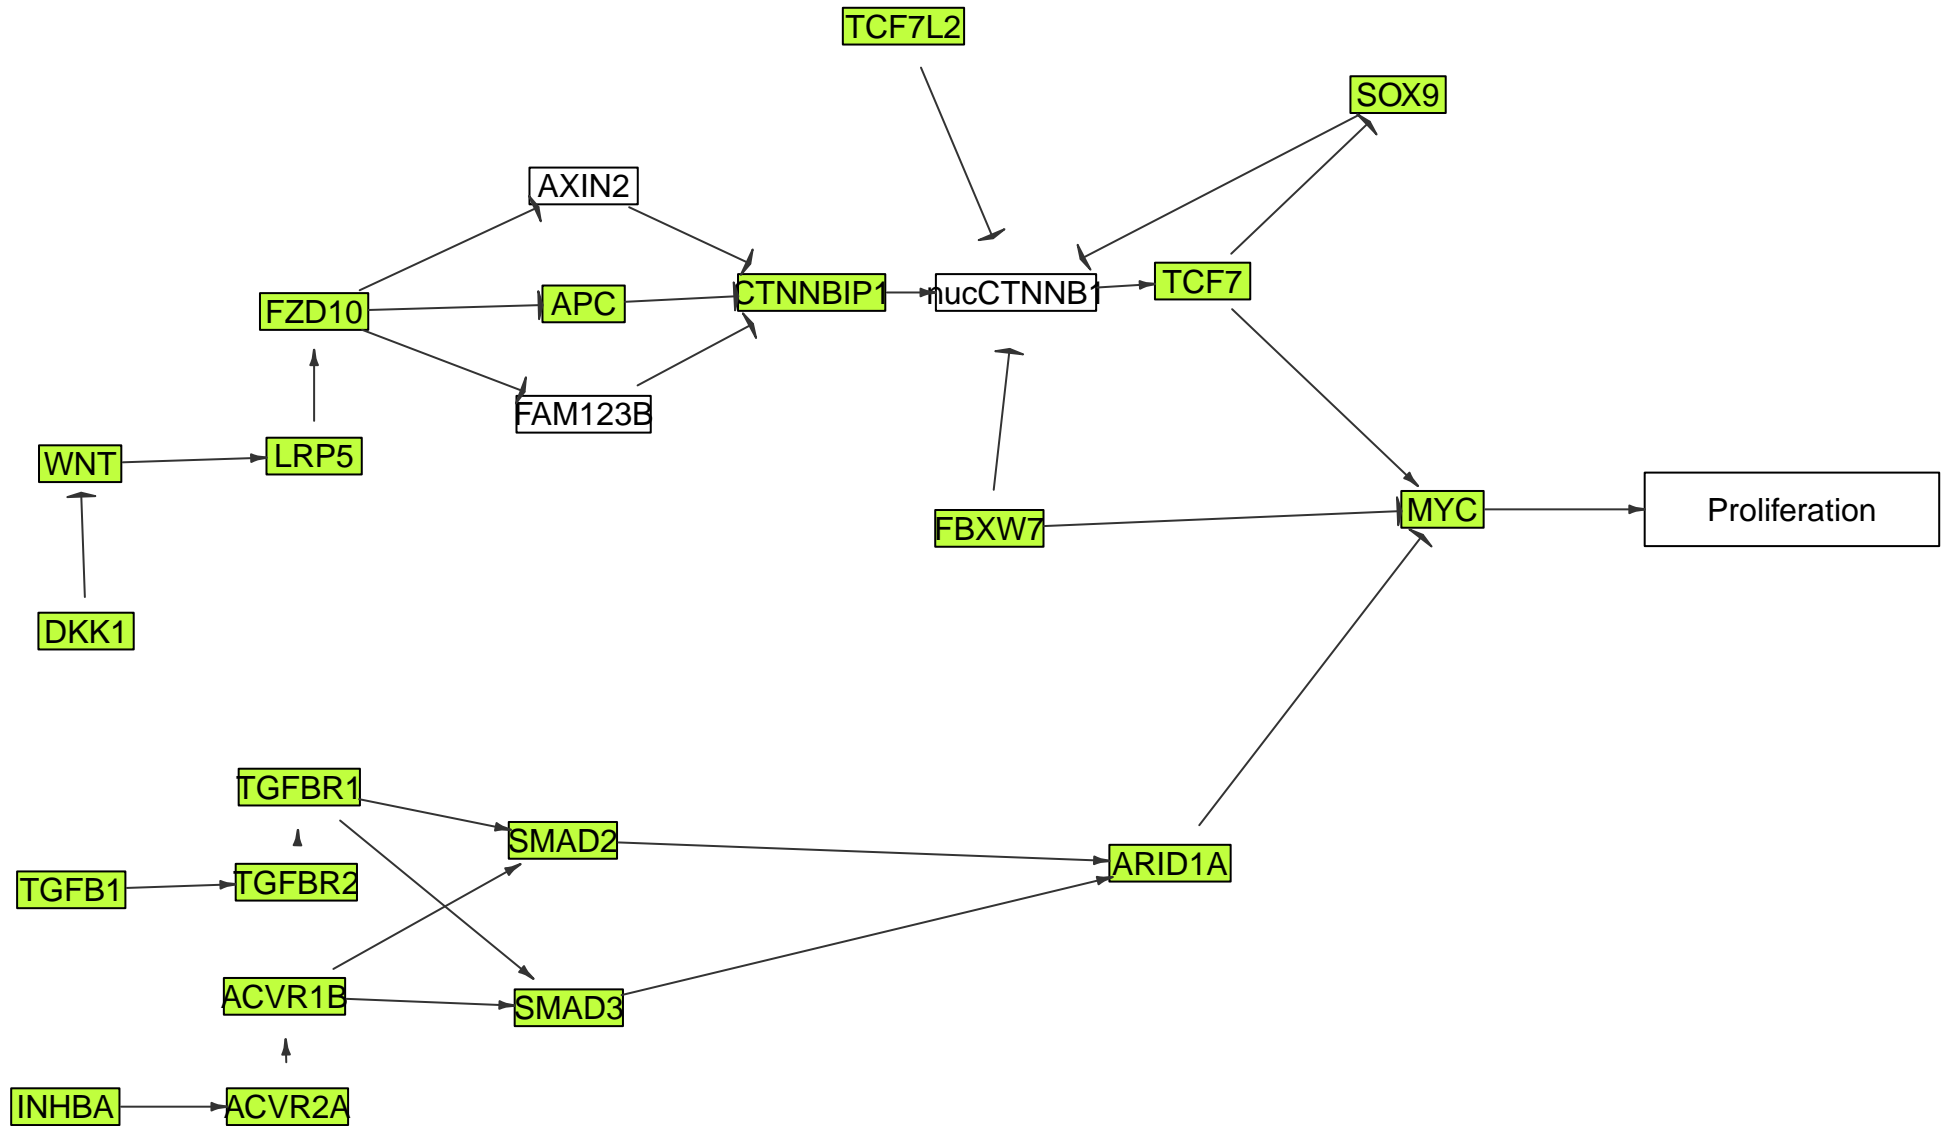 TCF7L2
SOX9
AXIN2
FZD10
APC
CTNNBIP1
nucCTNNB1
TCF7
FAM123B
WNT
LRP5
FBXW7
MYC
Proliferation
DKK1
TGFBR1
SMAD2
ARID1A
TGFB1
TGFBR2
ACVR1B
SMAD3
INHBA
ACVR2A